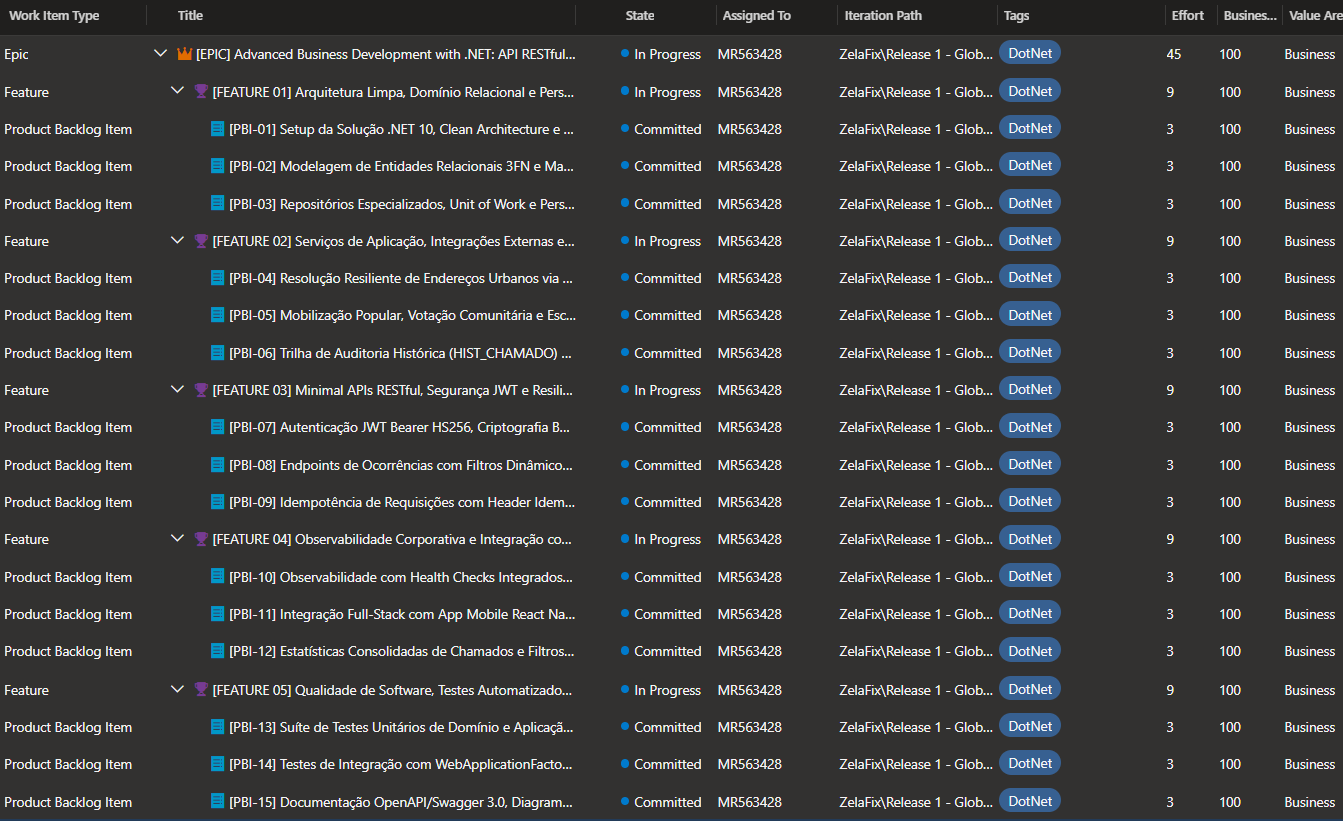 Work Item Type Title State Assigned To Iteration Path Tags Effort Busines... Value Are
Epic [EPIC] Advanced Business Development with .NET: API RESTful... In Progress MR563428 ZelaFix\Release 1 - Glob... DotNet 45 100 Business
Feature [FEATURE 01] Arquitetura Limpa, Domínio Relacional e Pers... In Progress MR563428 ZelaFix\Release 1 - Glob... DotNet 9 100 Business
Product Backlog Item [PBI-01] Setup da Solução .NET 10, Clean Architecture e ... Committed MR563428 ZelaFix\Release 1 - Glob... DotNet 3 100 Business
Product Backlog Item [PBI-02] Modelagem de Entidades Relacionais 3FN e Ma... Committed MR563428 ZelaFix\Release 1 - Glob... DotNet 3 100 Business
Product Backlog Item [PBI-03] Repositórios Especializados, Unit of Work e Pers... Committed MR563428 ZelaFix\Release 1 - Glob... DotNet 3 100 Business
Feature [FEATURE 02] Serviços de Aplicação, Integrações Externas e... In Progress MR563428 ZelaFix\Release 1 - Glob... DotNet 9 100 Business
Product Backlog Item [PBI-04] Resolução Resiliente de Endereços Urbanos via ... Committed MR563428 ZelaFix\Release 1 - Glob... DotNet 3 100 Business
Product Backlog Item [PBI-05] Mobilização Popular, Votação Comunitária e Esc... Committed MR563428 ZelaFix\Release 1 - Glob... DotNet 3 100 Business
Product Backlog Item [PBI-06] Trilha de Auditoria Histórica (HIST_CHAMADO) ... Committed MR563428 ZelaFix\Release 1 - Glob... DotNet 3 100 Business
Feature [FEATURE 03] Minimal APIs RESTful, Segurança JWT e Resili... In Progress MR563428 ZelaFix\Release 1 - Glob... DotNet 9 100 Business
Product Backlog Item [PBI-07] Autenticação JWT Bearer HS256, Criptografia B... Committed MR563428 ZelaFix\Release 1 - Glob... DotNet 3 100 Business
Product Backlog Item [PBI-08] Endpoints de Ocorrências com Filtros Dinâmico... Committed MR563428 ZelaFix\Release 1 - Glob... DotNet 3 100 Business
Product Backlog Item [PBI-09] Idempotência de Requisições com Header Idem... Committed MR563428 ZelaFix\Release 1 - Glob... DotNet 3 100 Business
Feature [FEATURE 04] Observabilidade Corporativa e Integração co... In Progress MR563428 ZelaFix\Release 1 - Glob... DotNet 9 100 Business
Product Backlog Item [PBI-10] Observabilidade com Health Checks Integrados... Committed MR563428 ZelaFix\Release 1 - Glob... DotNet 3 100 Business
Product Backlog Item [PBI-11] Integração Full-Stack com App Mobile React Na... Committed MR563428 ZelaFix\Release 1 - Glob... DotNet 3 100 Business
Product Backlog Item [PBI-12] Estatísticas Consolidadas de Chamados e Filtros... Committed MR563428 ZelaFix\Release 1 - Glob... DotNet 3 100 Business
Feature [FEATURE 05] Qualidade de Software, Testes Automatizado... In Progress MR563428 ZelaFix\Release 1 - Glob... DotNet 9 100 Business
Product Backlog Item [PBI-13] Suíte de Testes Unitários de Domínio e Aplicaçã... Committed MR563428 ZelaFix\Release 1 - Glob... DotNet 3 100 Business
Product Backlog Item [PBI-14] Testes de Integração com WebApplicationFacto... Committed MR563428 ZelaFix\Release 1 - Glob... DotNet 3 100 Business
Product Backlog Item [PBI-15] Documentação OpenAPI/Swagger 3.0, Diagram... Committed MR563428 ZelaFix\Release 1 - Glob... DotNet 3 100 Business